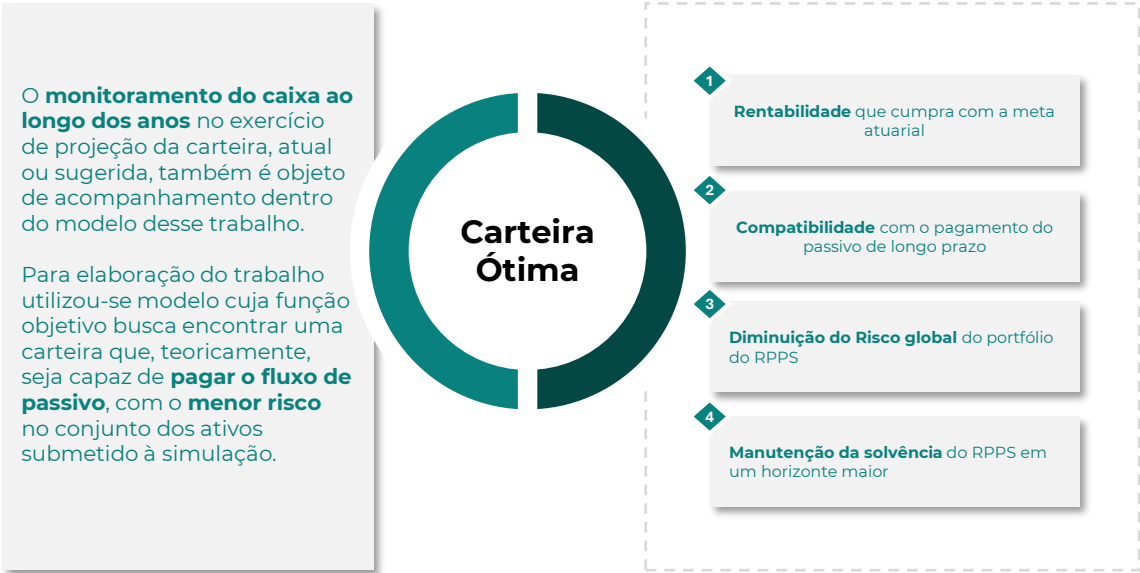 O monitoramento do caixa ao
longo dos anos no exercício
de projeção da carteira, atual
ou sugerida, também é objeto
de acompanhamento dentro
do modelo desse trabalho.
Para elaboração do trabalho
utilizou-se modelo cuja função
objetivo busca encontrar uma
carteira que, teoricamente,
seja capaz de pagar o fluxo de
passivo, com o menor risco
no conjunto dos ativos
submetido à simulação.
Carteira
Ótima
1
Rentabilidade que cumpra com a meta
atuarial
2
Compatibilidade com o pagamento do
passivo de longo prazo
3
Diminuição do Risco global do portfólio
do RPPS
4
Manutenção da solvência do RPPS em
um horizonte maior